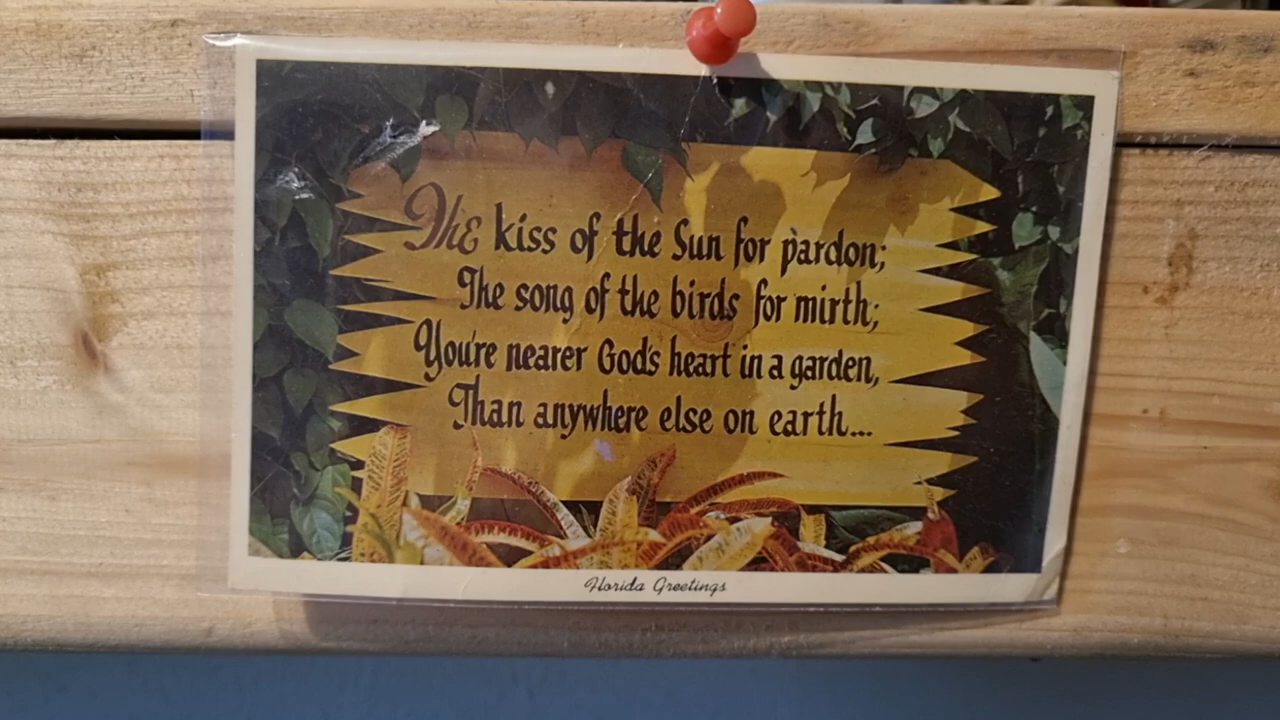 The kiss of the Sun for pardon;
The song of the birds for mirth;
You're nearer God's heart in a garden,
Than anywhere else on earth...
Florida Greetings